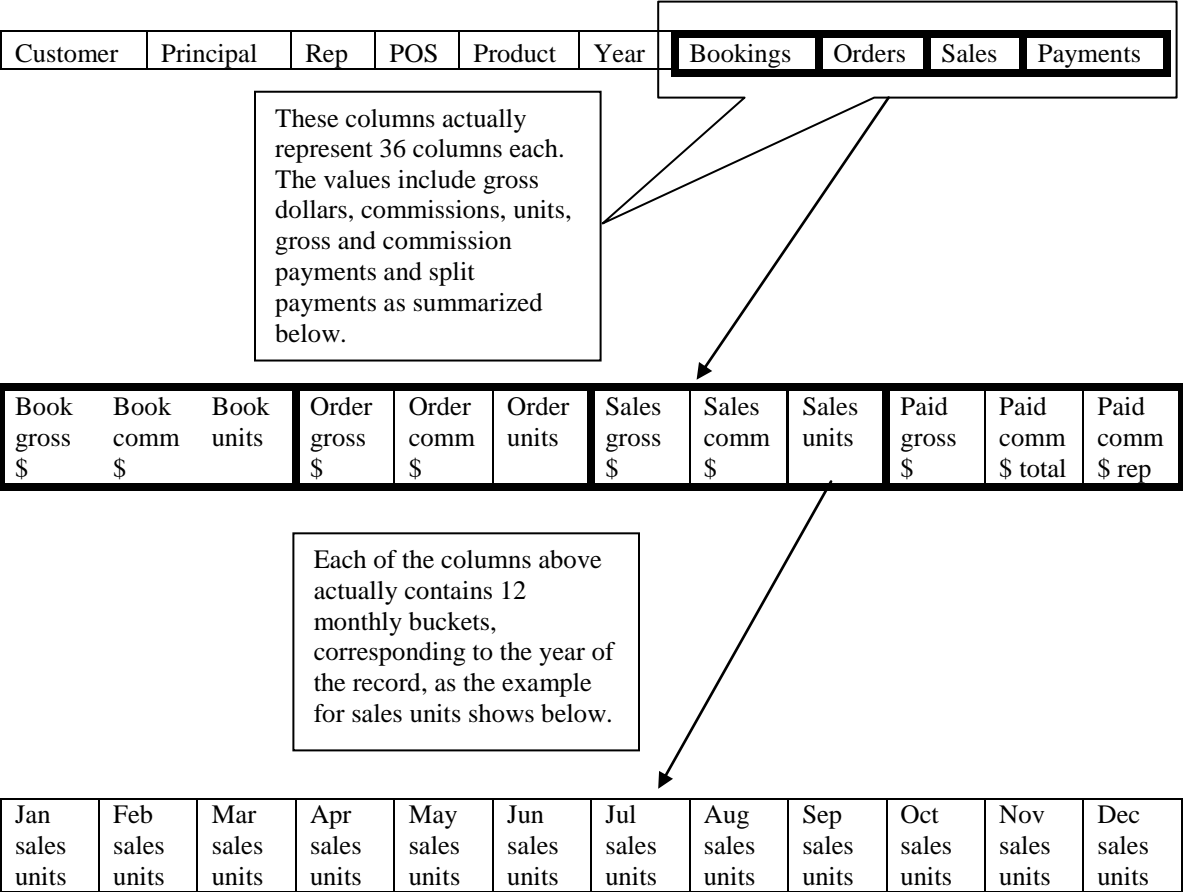 Customer Principal Rep POS Product Year Bookings Orders Sales Payments
These columns actually
represent 36 columns each.
The values include gross
dollars, commissions, units,
gross and commission
payments and split
payments as summarized
below.
Book Book Book Order Order Order Sales Sales Sales Paid Paid Paid
gross comm units gross comm units gross comm units gross comm comm
$ $ $ $ $ $ $ $ total $ rep
Each of the columns above
actually contains 12
monthly buckets,
corresponding to the year of
the record, as the example
for sales units shows below.
Jan Feb Mar Apr May Jun Jul Aug Sep Oct Nov Dec
sales sales sales sales sales sales sales sales sales sales sales sales
units units units units units units units units units units units units